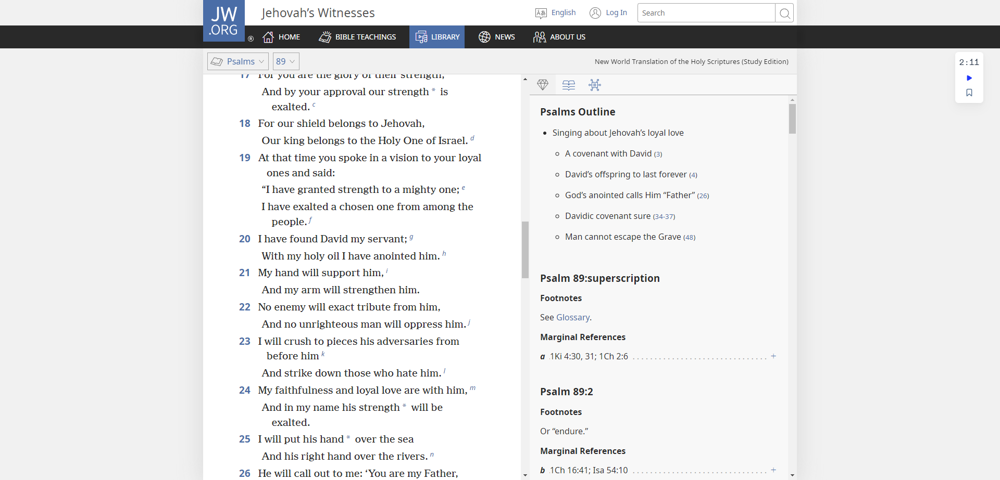 JW
.ORG
®
Jehovah’s Witnesses
English
Log In
Search
HOME
BIBLE TEACHINGS
LIBRARY
NEWS
ABOUT US
Psalms
89
New World Translation of the Holy Scriptures (Study Edition)
2:11
17 For you are the glory of their strength,
And by your approval our strength * is
exalted. c
18 For our shield belongs to Jehovah,
Our king belongs to the Holy One of Israel. d
19 At that time you spoke in a vision to your loyal
ones and said:
“I have granted strength to a mighty one; e
I have exalted a chosen one from among the
people. f
20 I have found David my servant; g
With my holy oil I have anointed him. h
21 My hand will support him, i
And my arm will strengthen him.
22 No enemy will exact tribute from him,
And no unrighteous man will oppress him. j
23 I will crush to pieces his adversaries from
before him k
And strike down those who hate him. l
24 My faithfulness and loyal love are with him, m
And in my name his strength * will be
exalted.
25 I will put his hand * over the sea
And his right hand over the rivers. n
26 He will call out to me: ‘You are my Father,
Psalms Outline
• Singing about Jehovah’s loyal love
A covenant with David (3)
David’s offspring to last forever (4)
God’s anointed calls Him “Father” (26)
Davidic covenant sure (34-37)
Man cannot escape the Grave (48)
Psalm 89:superscription
Footnotes
See Glossary.
Marginal References
a 1Ki 4:30, 31; 1Ch 2:6 +
Psalm 89:2
Footnotes
Or “endure.”
Marginal References
b 1Ch 16:41; Isa 54:10 +